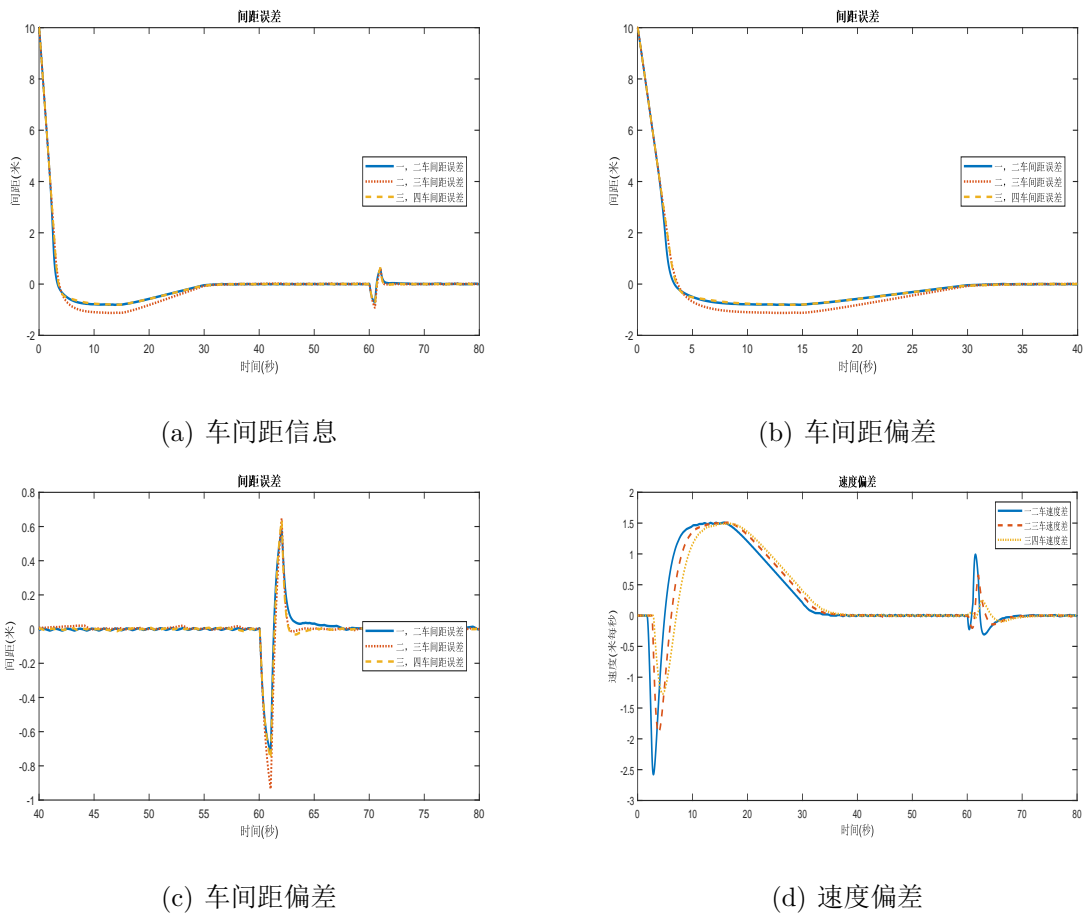 间距误差
10
8
6
4
2
0
-2
间距(米)
一，二车间距误差
二，三车间距误差
三，四车间距误差
0 10 20 30 40 50 60 70 80
时间(秒)
(a) 车间距信息
间距误差
10
8
6
4
2
0
-2
间距(米)
一，二车间距误差
二，三车间距误差
三，四车间距误差
0 5 10 15 20 25 30 35 40
时间(秒)
(b) 车间距偏差
间距误差
0.8
0.6
0.4
0.2
0
-0.2
-0.4
-0.6
-0.8
-1
间距(米)
一，二车间距误差
二，三车间距误差
三，四车间距误差
40 45 50 55 60 65 70 75 80
时间(秒)
(c) 车间距偏差
速度偏差
2
1.5
1
0.5
0
-0.5
-1
-1.5
-2
-2.5
-3
速度(米每秒)
一二车速度差
二三车速度差
三四车速度差
0 10 20 30 40 50 60 70 80
时间(秒)
(d) 速度偏差